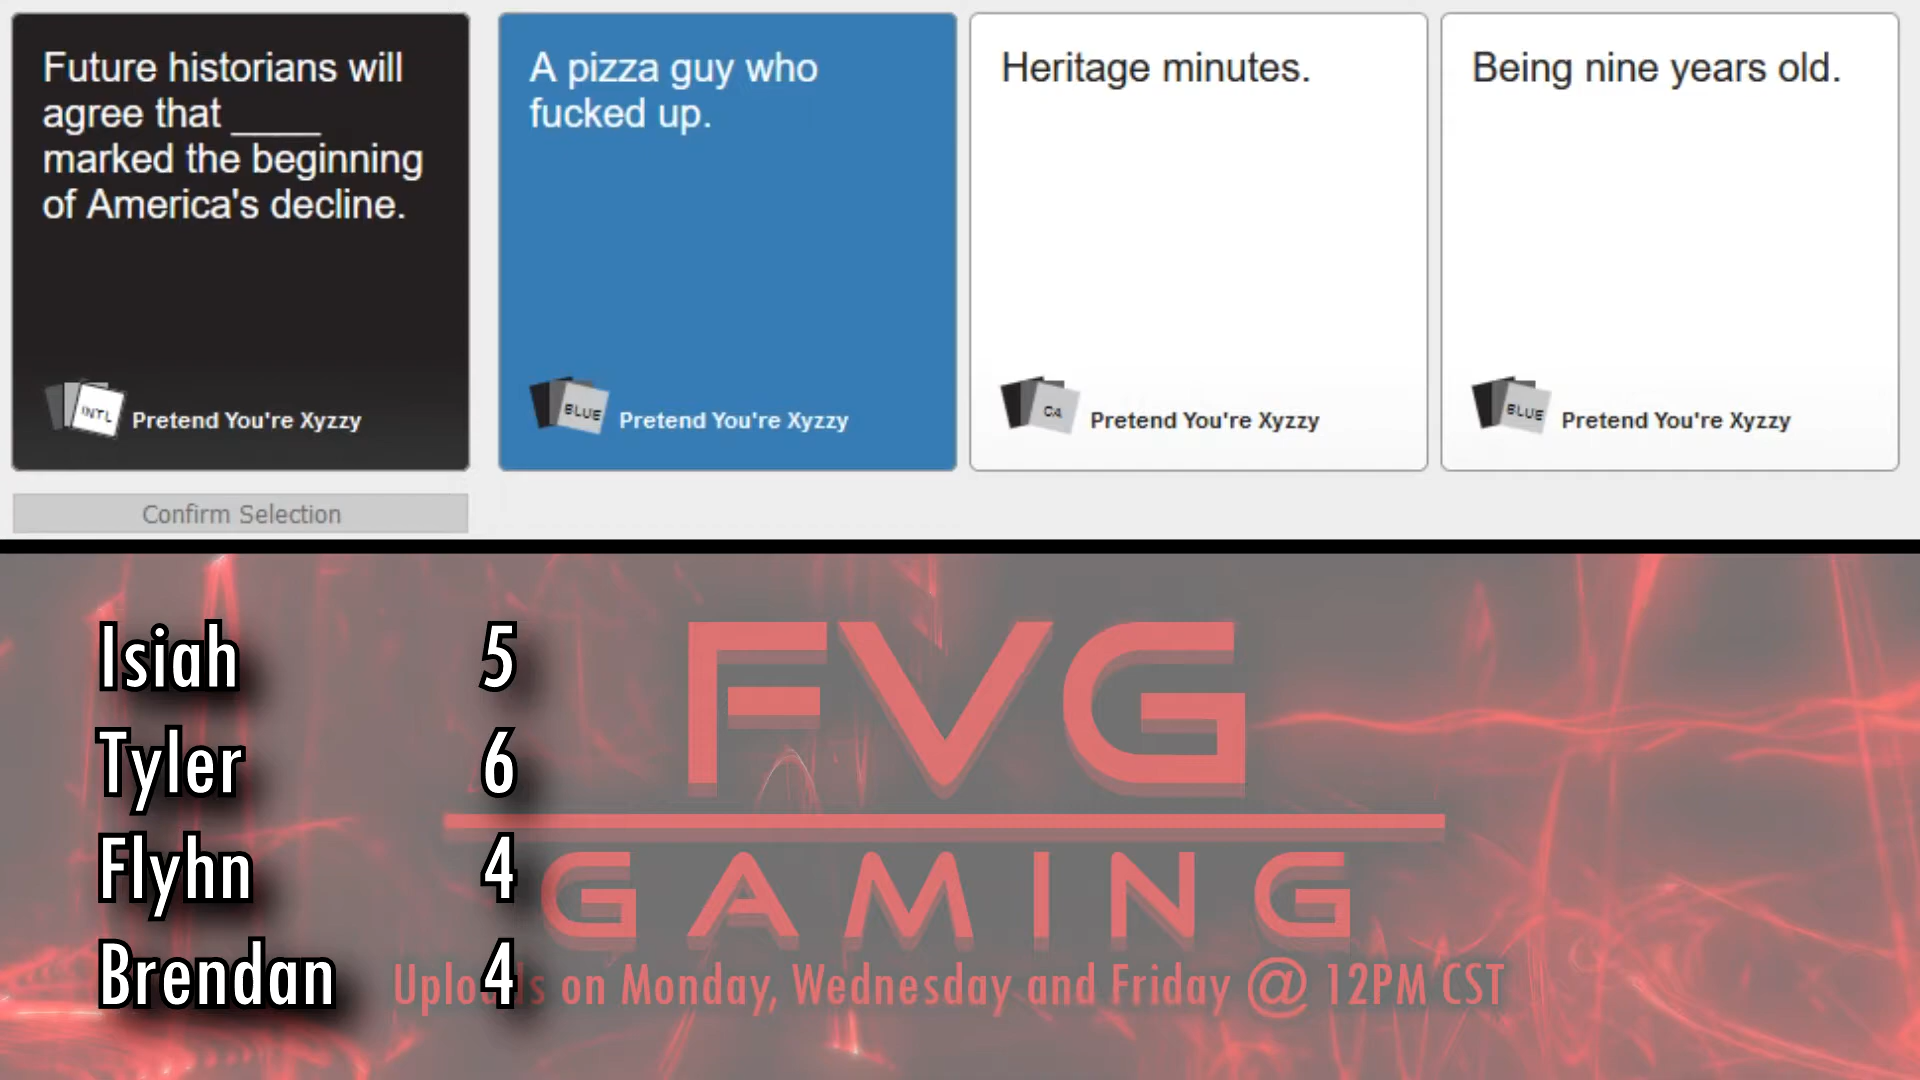 Future historians will
agree that ____
marked the beginning
of America's decline.
INTL
Pretend You're Xyzzy
A pizza guy who
fucked up.
BLUE
Pretend You're Xyzzy
Heritage minutes.
CA
Pretend You're Xyzzy
Being nine years old.
BLUE
Pretend You're Xyzzy
Confirm Selection
Isiah 5
Tyler 6
Flyhn 4
Brendan 4
FVG
GAMING
Uploads on Monday, Wednesday and Friday @ 12PM CST